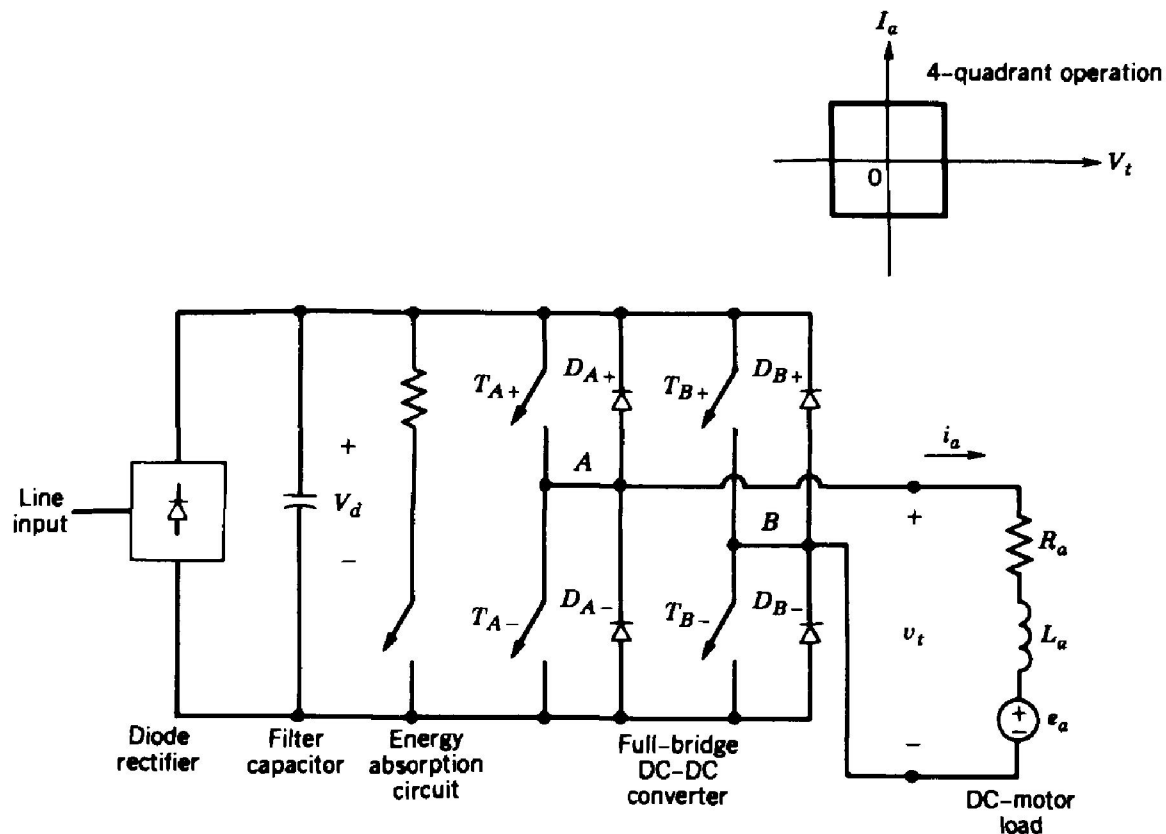 I_a
4-quadrant operation
0
V_t
T_A+
D_A+
T_B+
D_B+
i_a
A
Line
input
+
V_d
−
B
+
R_a
T_A−
D_A−
T_B−
D_B−
v_t
L_a
+
−
e_a
−
Diode
rectifier
Filter
capacitor
Energy
absorption
circuit
Full-bridge
DC-DC
converter
DC-motor
load